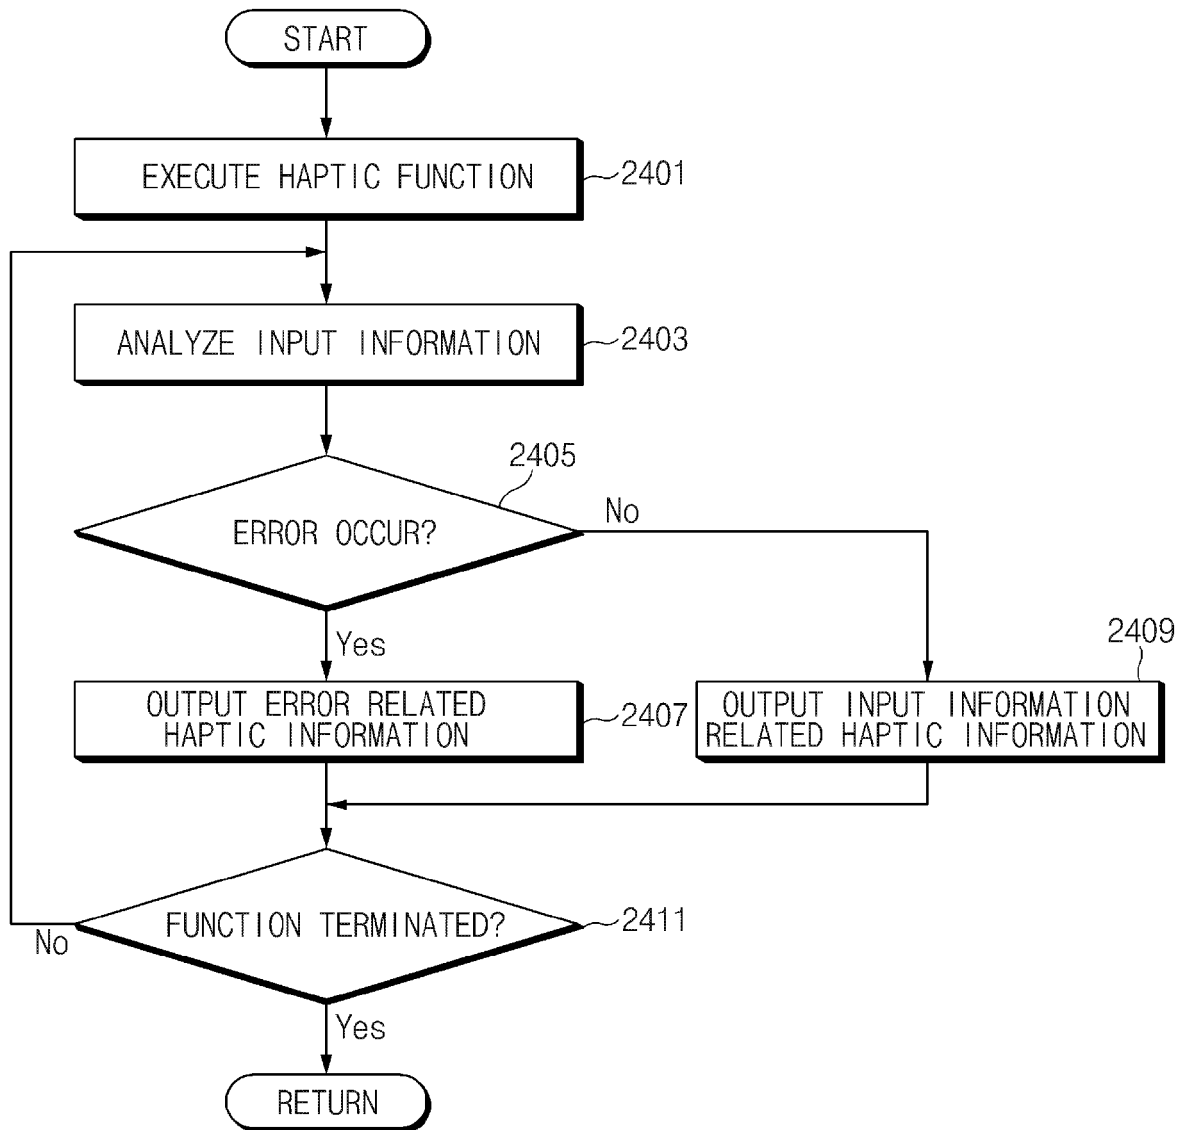 START
EXECUTE HAPTIC FUNCTION
2401
ANALYZE INPUT INFORMATION
2403
2405
ERROR OCCUR?
No
Yes
2409
OUTPUT ERROR RELATED
HAPTIC INFORMATION
2407
OUTPUT INPUT INFORMATION
RELATED HAPTIC INFORMATION
FUNCTION TERMINATED?
2411
No
Yes
RETURN